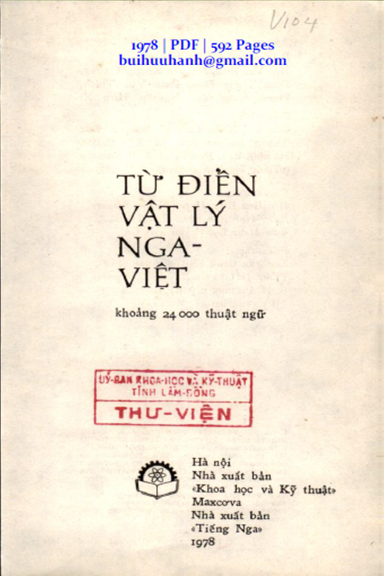 V104
1978 | PDF | 592 Pages
buihuuhanh@gmail.com
TỪ ĐIỂN
VẬT LÝ
NGA-
VIỆT
khoảng 24 000 thuật ngữ
UỶ-BAN KHOA-HỌC VÀ KỸ-THUẬT
TỈNH LÂM-ĐỒNG
THƯ-VIỆN
Hà nội
Nhà xuất bản
«Khoa học và Kỹ thuật»
Maxcơva
Nhà xuất bản
«Tiếng Nga»
1978